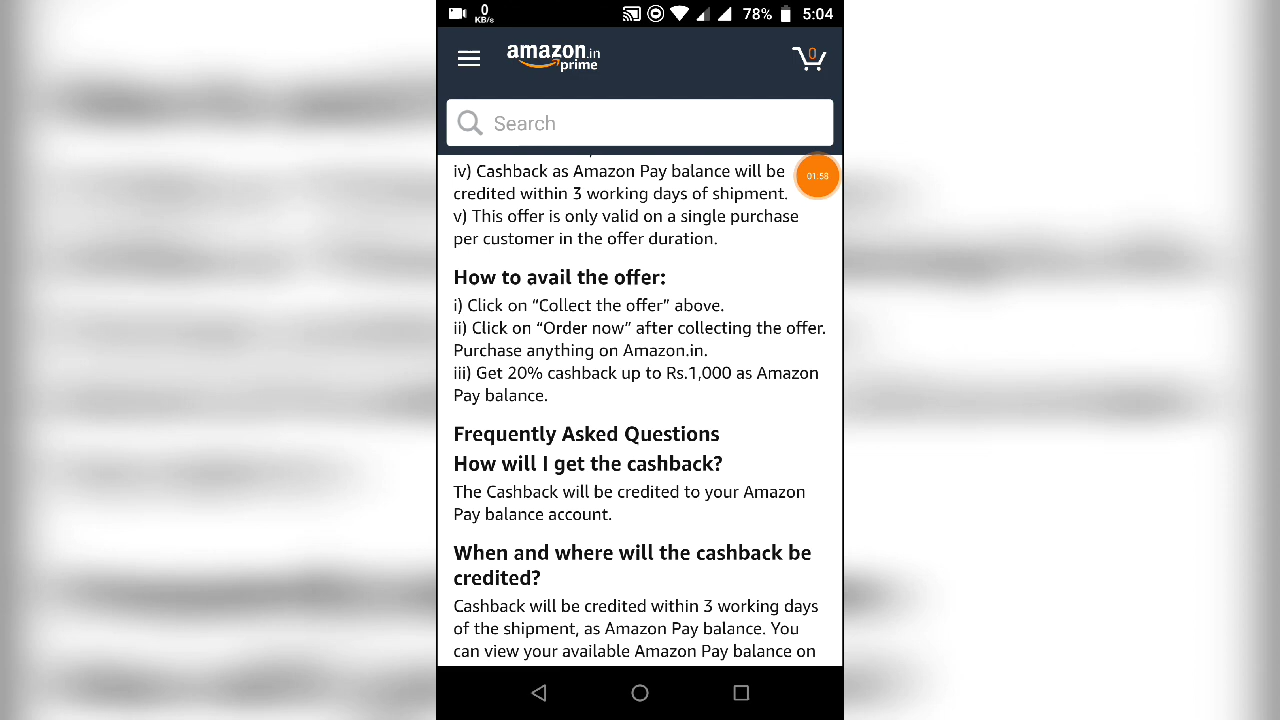 0
KB/s
78%
5:04
amazon.in
prime
0
Search
01:58
iv) Cashback as Amazon Pay balance will be
credited within 3 working days of shipment.
v) This offer is only valid on a single purchase
per customer in the offer duration.
How to avail the offer:
i) Click on “Collect the offer” above.
ii) Click on “Order now” after collecting the offer.
Purchase anything on Amazon.in.
iii) Get 20% cashback up to Rs.1,000 as Amazon
Pay balance.
Frequently Asked Questions
How will I get the cashback?
The Cashback will be credited to your Amazon
Pay balance account.
When and where will the cashback be
credited?
Cashback will be credited within 3 working days
of the shipment, as Amazon Pay balance. You
can view your available Amazon Pay balance on